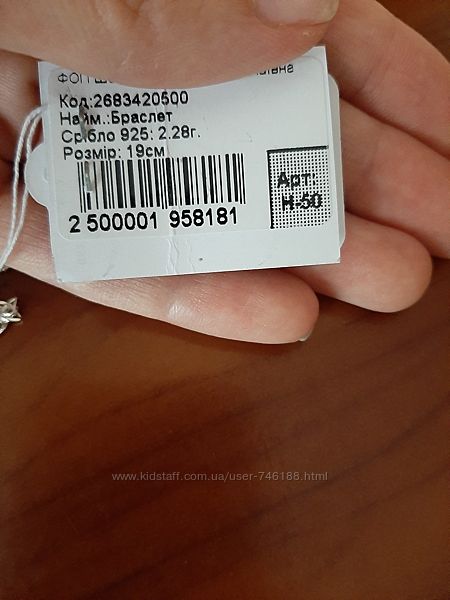 ФОП
Код:2683420500
Найм.:Браслет
Срібло 925: 2.28г.
Розмір: 19см
Арт:
Н-50
2 500001 958181
www.kidstaff.com.ua/user-746188.html